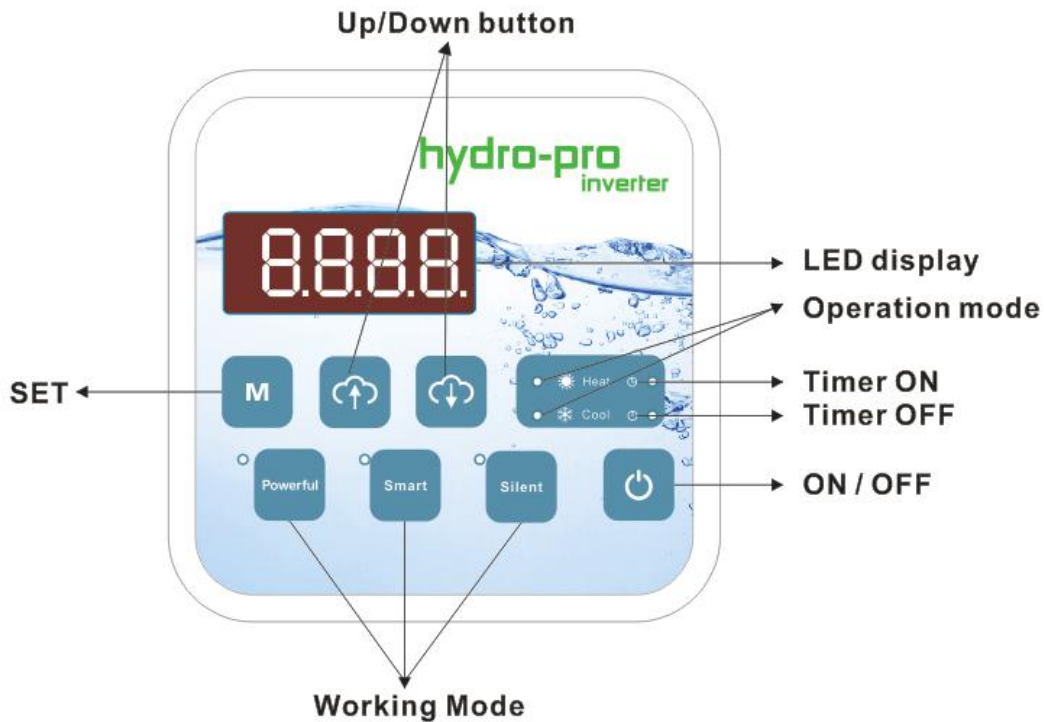 Up/Down button
hydro-pro
inverter
8.8.8.8.
LED display
Operation mode
SET
M
Heat
Timer ON
Cool
Timer OFF
Powerful
Smart
Silent
ON / OFF
Working Mode